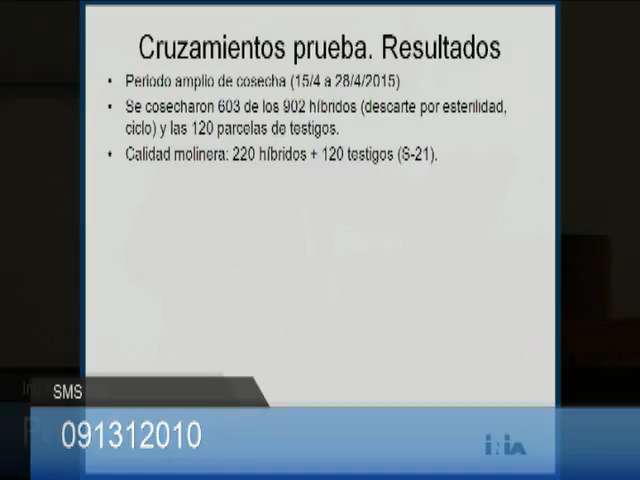 Cruzamientos prueba. Resultados
• Periodo amplio de cosecha (15/4 a 28/4/2015)
• Se cosecharon 603 de los 902 híbridos (descarte por esterilidad,
ciclo) y las 120 parcelas de testigos.
• Calidad molinera: 220 híbridos + 120 testigos (S-21).
SMS
091312010
inia